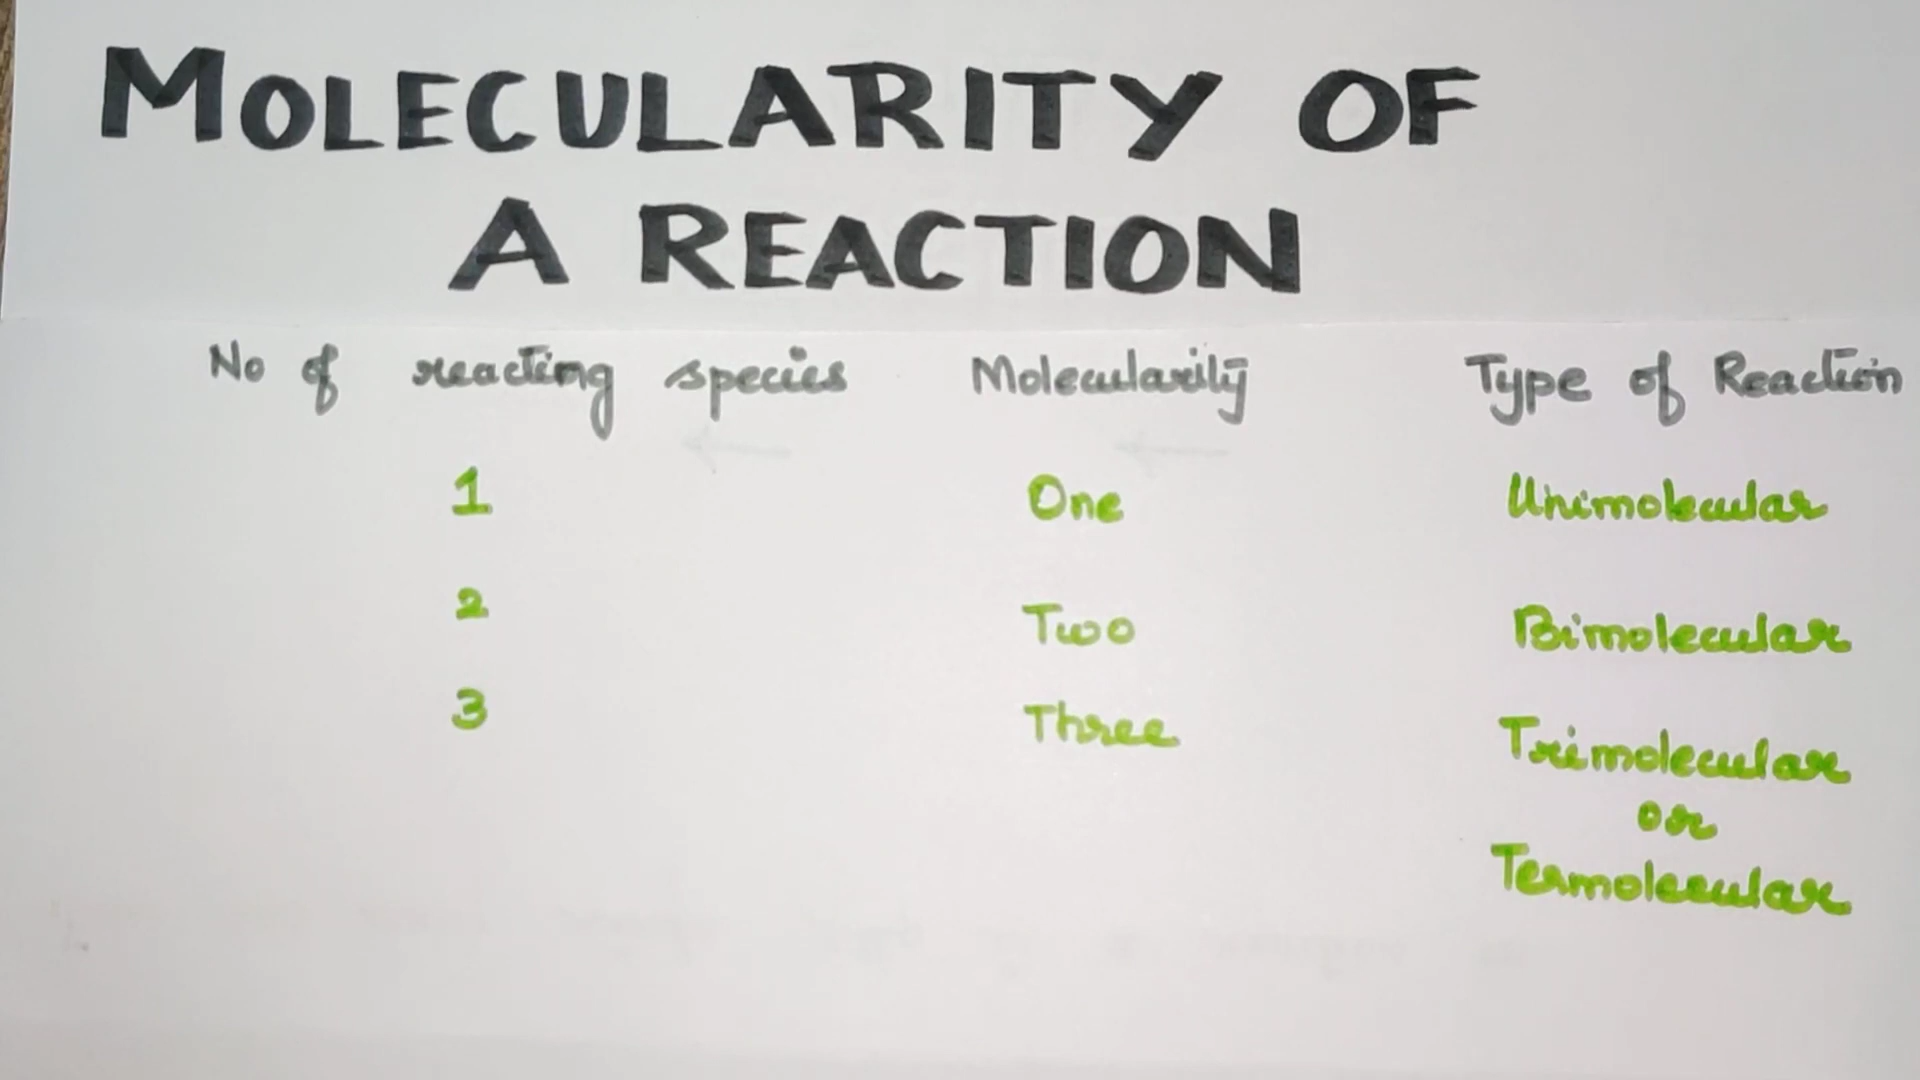 MOLECULARITY OF
A REACTION
No of reacting species Molecularity Type of Reaction
1 One Unimolecular
2 Two Bimolecular
3 Three Trimolecular
or
Termolecular